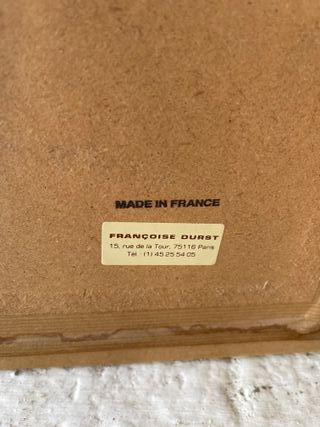 MADE IN FRANCE
FRANÇOISE DURST
15, rue de la Tour, 75116 Paris
Tél. : (1) 45 25 54 05